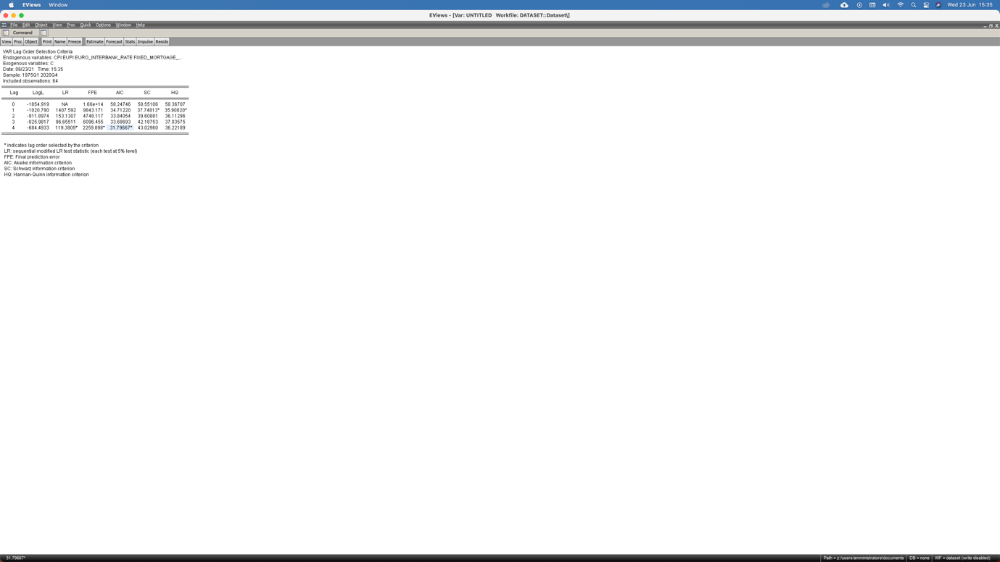 EViews Window Wed 23 Jun 15:35
EViews - [Var: UNTITLED Workfile: DATASET::Dataset\]
File Edit Object View Proc Quick Options Window Help
Command
View Proc Object Print Name Freeze Estimate Forecast Stats Impulse Resids
VAR Lag Order Selection Criteria
Endogenous variables: CPI EUPI EURO_INTERBANK_RATE FIXED_MORTGAGE_...
Exogenous variables: C
Date: 06/23/21 Time: 15:35
Sample: 1975Q1 2020Q4
Included observations: 64
Lag LogL LR FPE AIC SC HQ
0 -1854.919 NA 1.60e+14 58.24746 58.55106 58.36707
1 -1020.790 1407.592 9843.171 34.71220 37.74813* 35.90820*
2 -911.8974 153.1307 4748.117 33.84054 39.60881 36.11296
3 -825.9817 96.65511 6096.455 33.68693 42.18753 37.03575
4 -684.4933 119.3809* 2259.898* 31.79667* 43.02960 36.22189
* indicates lag order selected by the criterion
LR: sequential modified LR test statistic (each test at 5% level)
FPE: Final prediction error
AIC: Akaike information criterion
SC: Schwarz information criterion
HQ: Hannan-Quinn information criterion
31.79667* Path = z:/users/amministratore\documents DB = none WF = dataset (write disabled)